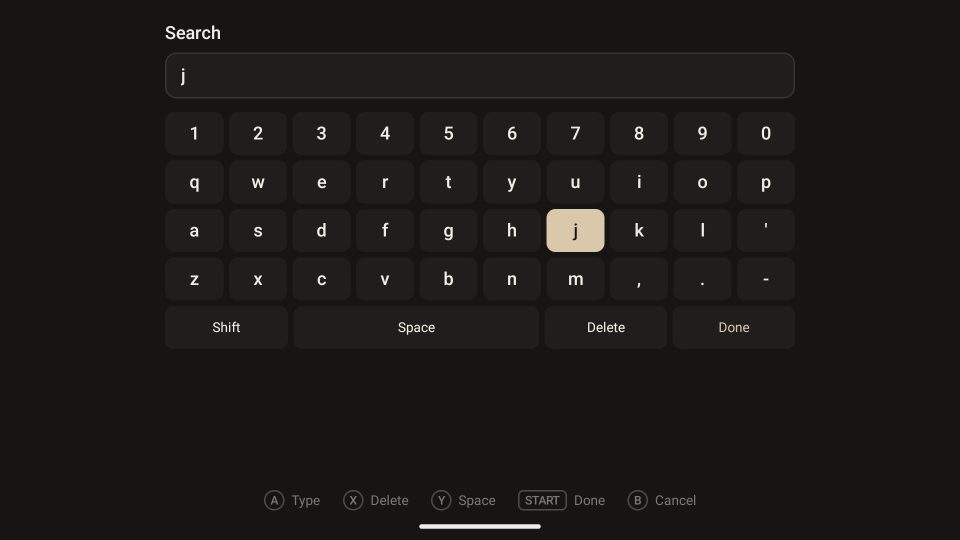 Search
j
1 2 3 4 5 6 7 8 9 0
q w e r t y u i o p
a s d f g h j k l '
z x c v b n m , . -
Shift Space Delete Done
A Type X Delete Y Space START Done B Cancel